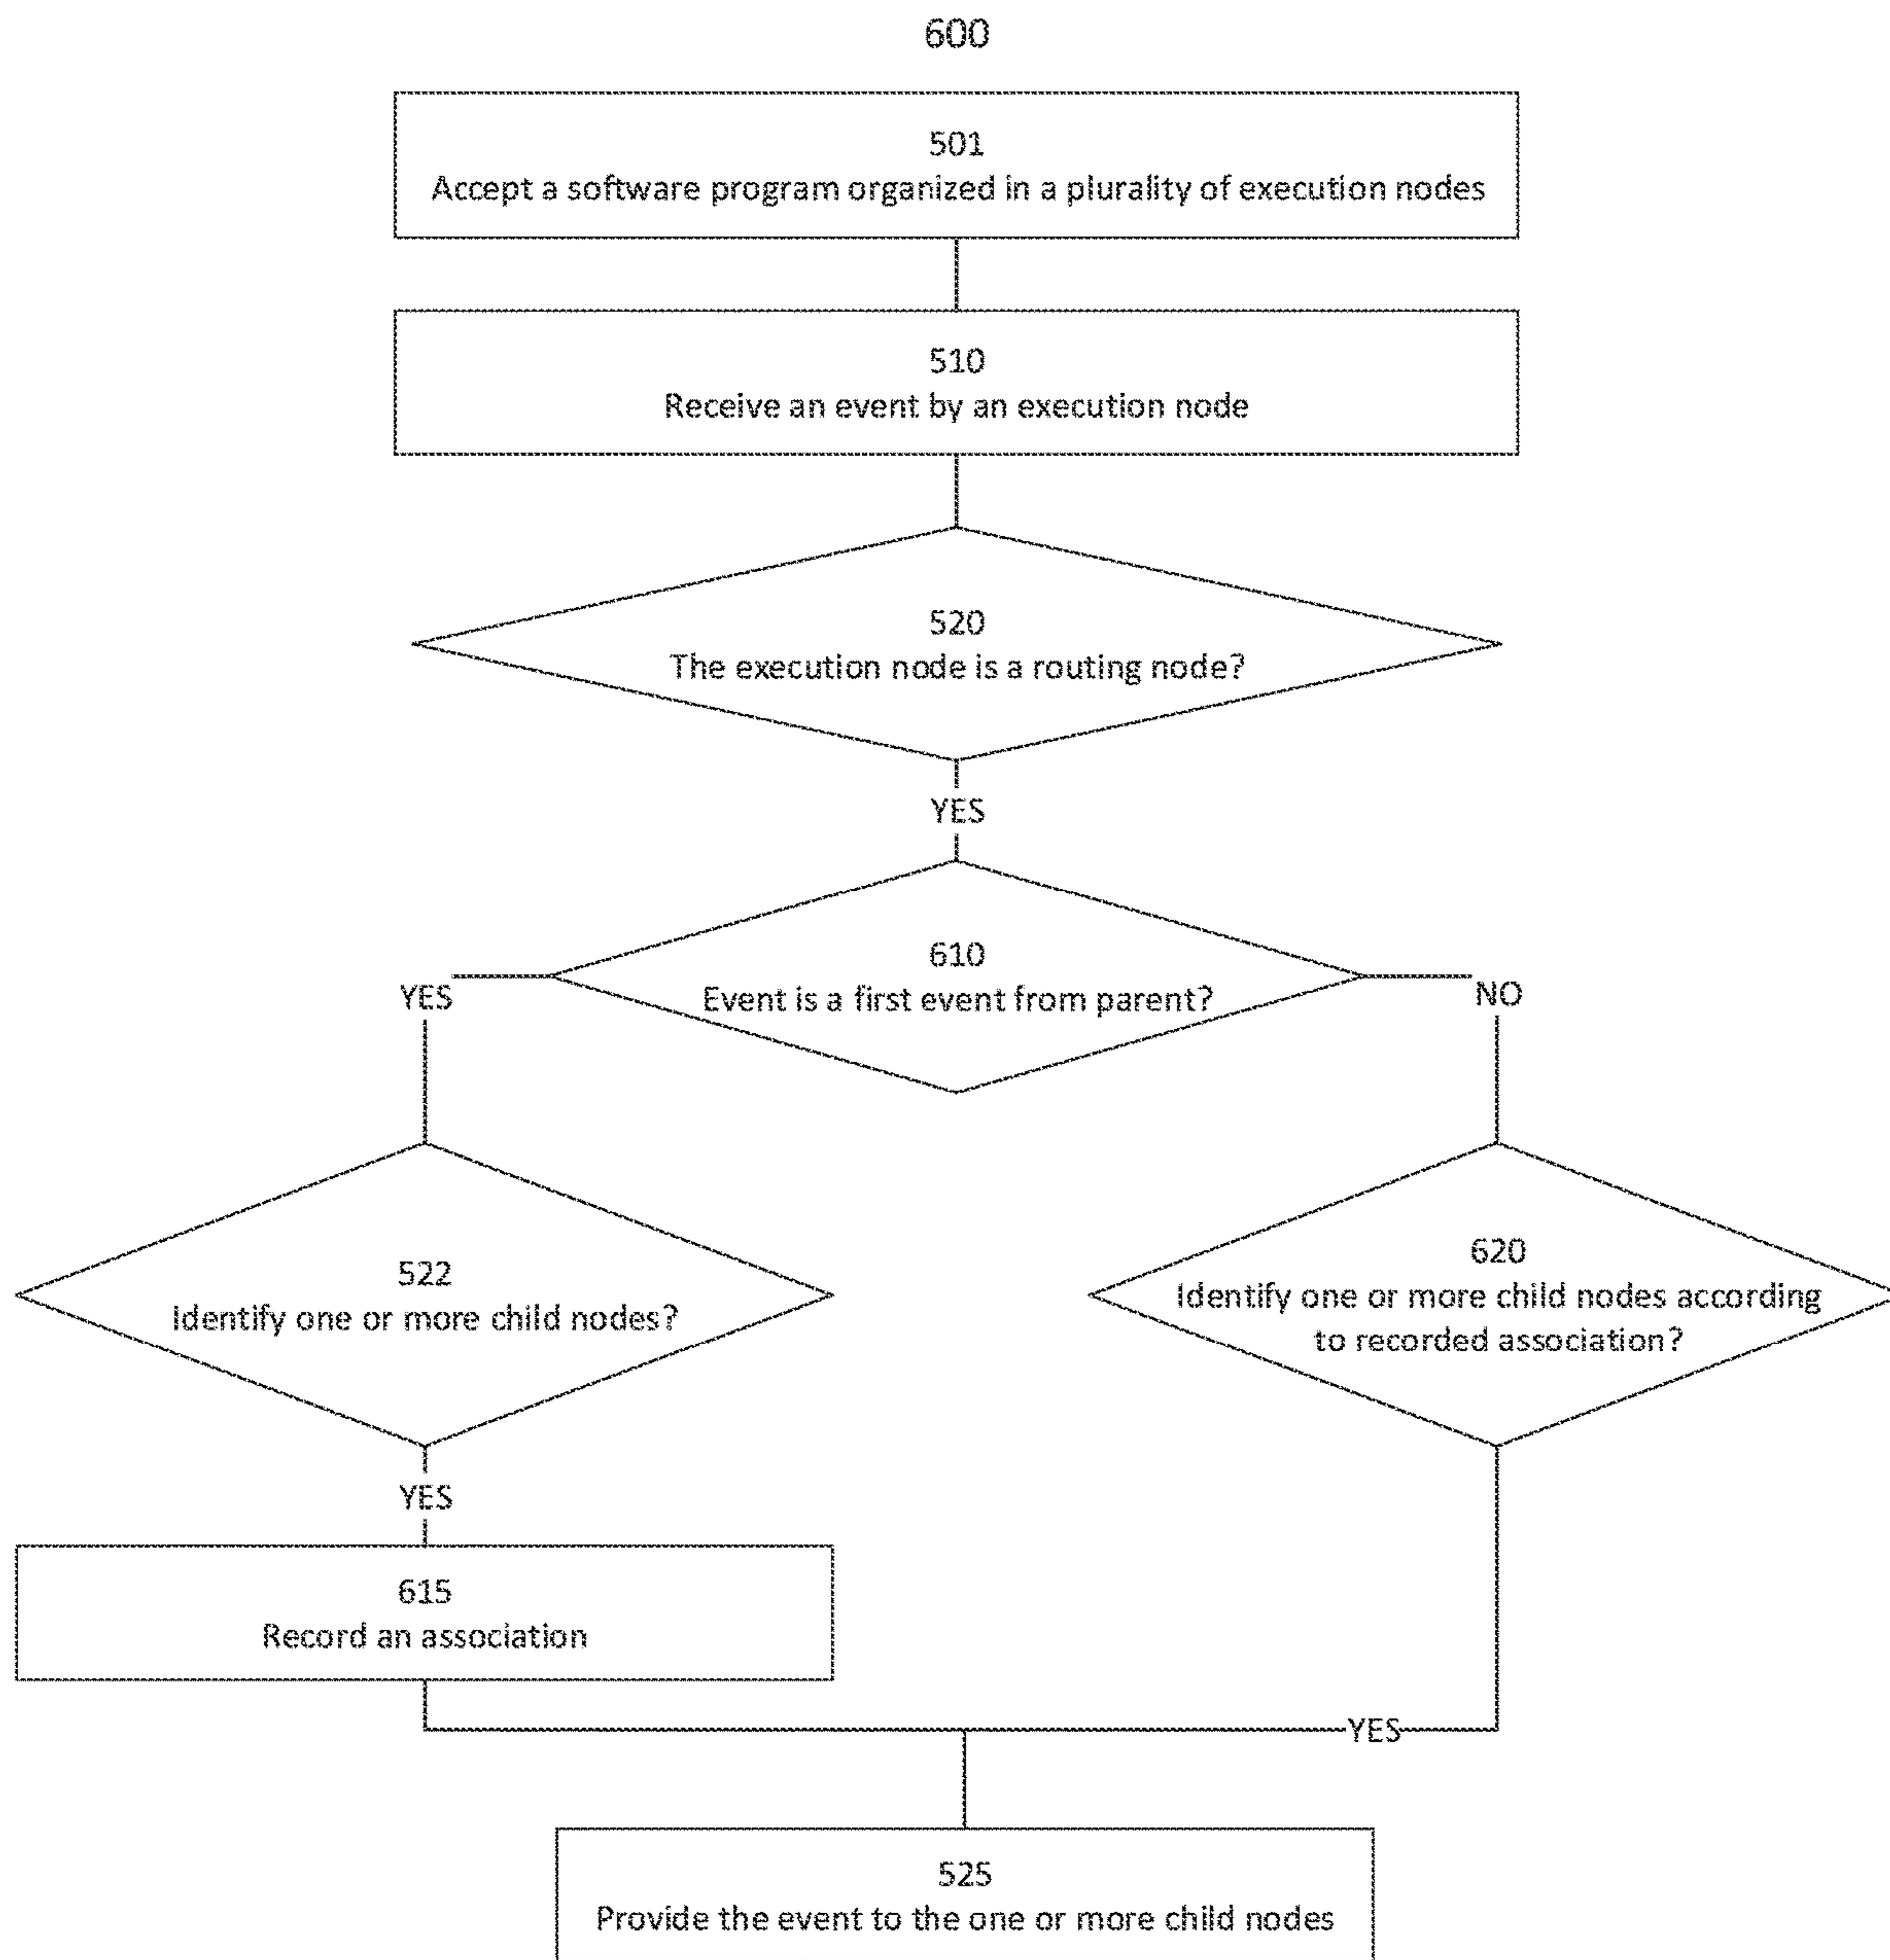 600
501
Accept a software program organized in a plurality of execution nodes
510
Receive an event by an execution node
520
The execution node is a routing node?
YES
610
Event is a first event from parent?
YES
NO
522
Identify one or more child nodes?
620
Identify one or more child nodes according
to recorded association?
YES
615
Record an association
YES
525
Provide the event to the one or more child nodes